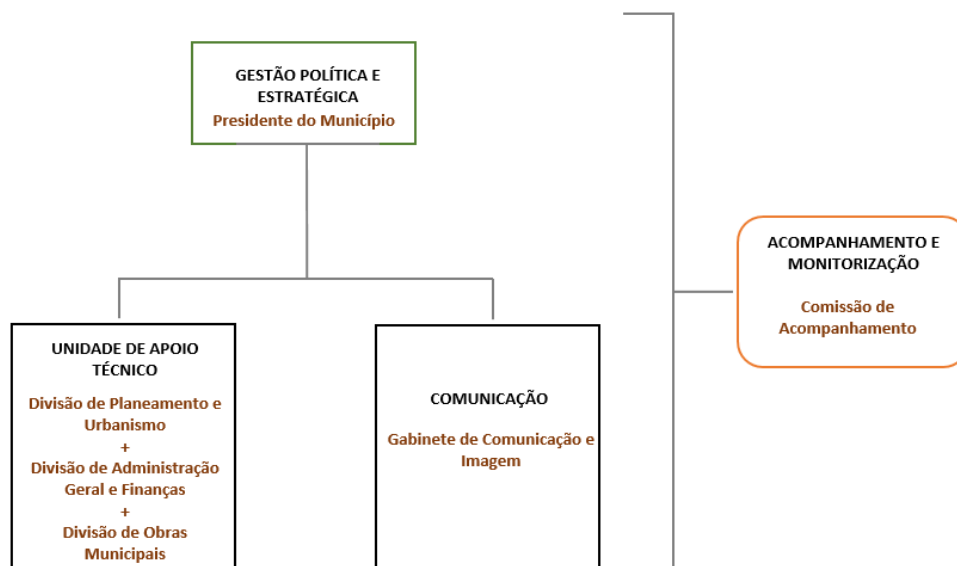 GESTÃO POLÍTICA E
ESTRATÉGICA
Presidente do Município
ACOMPANHAMENTO E
MONITORIZAÇÃO
Comissão de
Acompanhamento
UNIDADE DE APOIO
TÉCNICO
Divisão de Planeamento e
Urbanismo
+
Divisão de Administração
Geral e Finanças
+
Divisão de Obras
Municipais
COMUNICAÇÃO
Gabinete de Comunicação e
Imagem